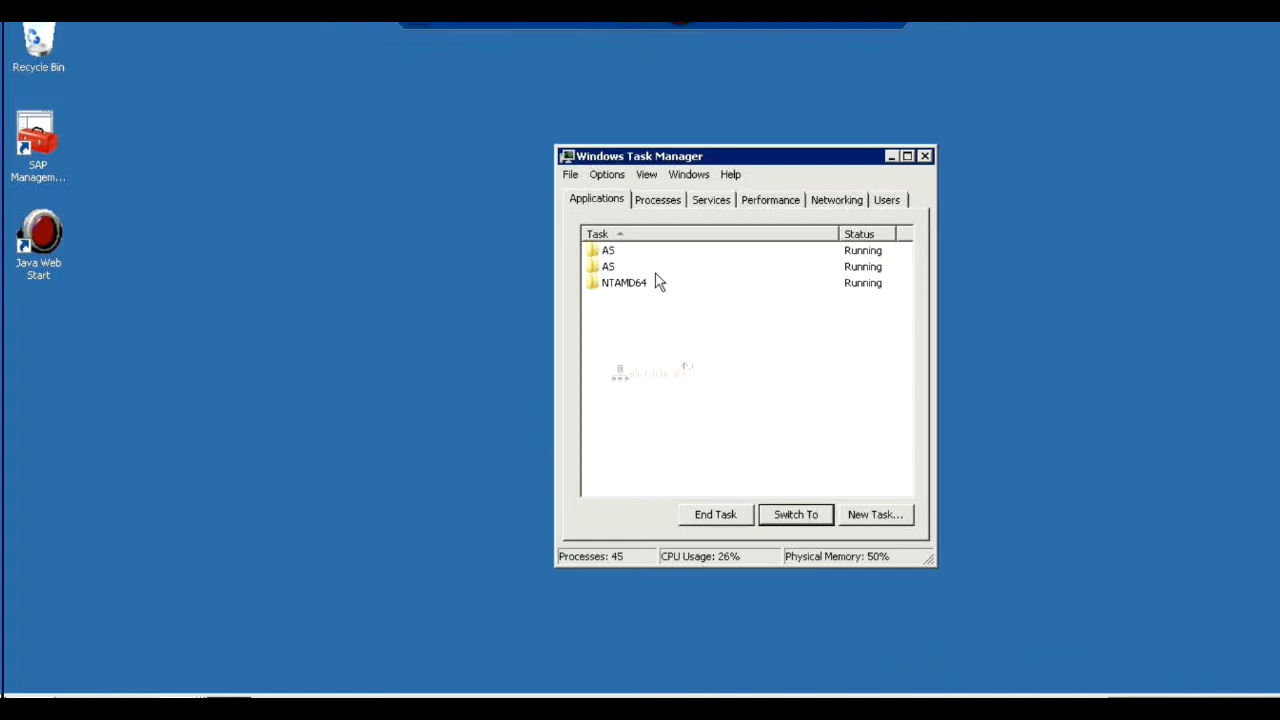 Recycle Bin
SAP
Managem...
Java Web
Start
Windows Task Manager
File Options View Windows Help
Applications Processes Services Performance Networking Users
Task Status
AS Running
AS Running
NTAMD64 Running
End Task Switch To New Task...
Processes: 45 CPU Usage: 26% Physical Memory: 50%